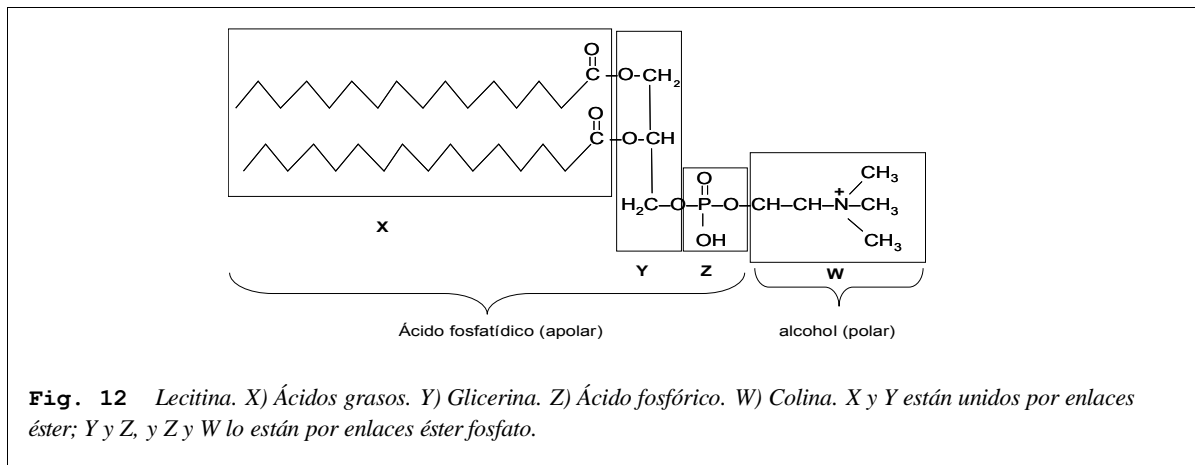 O
C–O–CH₂
O
C–O–CH
O
H₂C–O–P–O–CH–CH–N–CH₃
+
CH₃
CH₃
OH
X
Y
Z
W
Ácido fosfatídico (apolar)
alcohol (polar)
Fig. 12 Lecitina. X) Ácidos grasos. Y) Glicerina. Z) Ácido fosfórico. W) Colina. X y Y están unidos por enlaces
éster; Y y Z, y Z y W lo están por enlaces éster fosfato.